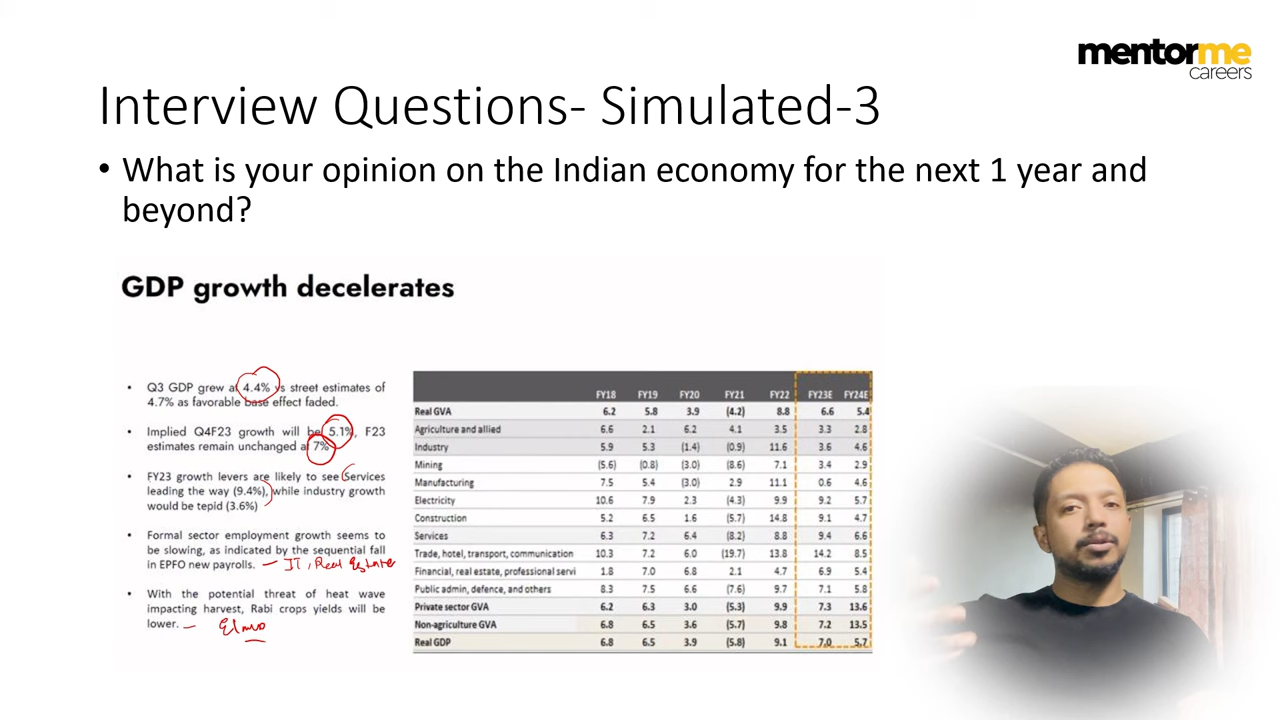 mentorme
careers
Interview Questions- Simulated-3
• What is your opinion on the Indian economy for the next 1 year and
beyond?
GDP growth decelerates
• Q3 GDP grew at 4.4% vs street estimates of
4.7% as favorable base effect faded.
• Implied Q4F23 growth will be 5.1%, F23
estimates remain unchanged at 7%
• FY23 growth levers are likely to see Services
leading the way (9.4%), while industry growth
would be tepid (3.6%)
• Formal sector employment growth seems to
be slowing, as indicated by the sequential fall
in EPFO new payrolls. – IT, Real Estate
• With the potential threat of heat wave
impacting harvest, Rabi crops yields will be
lower. –
FY18 FY19 FY20 FY21 FY22 FY23E FY24E
Real GVA 6.2 5.8 3.9 (4.2) 8.8 6.6 5.4
Agriculture and allied 6.6 2.1 6.2 4.1 3.5 3.3 2.8
Industry 5.9 5.3 (1.4) (0.9) 11.6 3.6 4.6
Mining (5.6) (0.8) (3.0) (8.6) 7.1 3.4 2.9
Manufacturing 7.5 5.4 (3.0) 2.9 11.1 0.6 4.6
Electricity 10.6 7.9 2.3 (4.3) 9.9 9.2 5.7
Construction 5.2 6.5 1.6 (5.7) 14.8 9.1 4.7
Services 6.3 7.2 6.4 (8.2) 8.8 9.4 6.6
Trade, hotel, transport, communication 10.3 7.2 6.0 (19.7) 13.8 14.2 8.5
Financial, real estate, professional servi 1.8 7.0 6.8 2.1 4.7 6.9 5.4
Public admin, defence, and others 8.3 7.5 6.6 (7.6) 9.7 7.1 5.8
Private sector GVA 6.2 6.3 3.0 (5.3) 9.9 7.3 13.6
Non-agriculture GVA 6.8 6.5 3.6 (5.7) 9.8 7.2 13.5
Real GDP 6.8 6.5 3.9 (5.8) 9.1 7.0 5.7